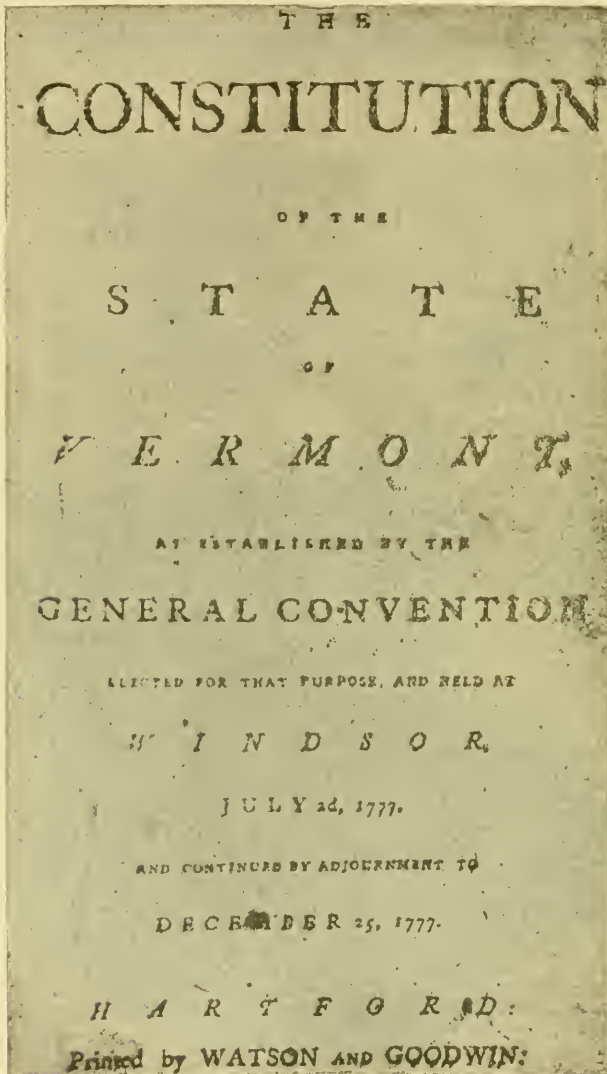 THE
CONSTITUTION
OF THE
STATE
OF
VERMONT,
AS ESTABLISHED BY THE
GENERAL CONVENTION
ELECTED FOR THAT PURPOSE, AND HELD AT
WINDSOR,
JULY 2d, 1777.
AND CONTINUED BY ADJOURNMENT TO
DECEMBER 25, 1777.
HARTFORD:
Printed by WATSON AND GOODWIN: